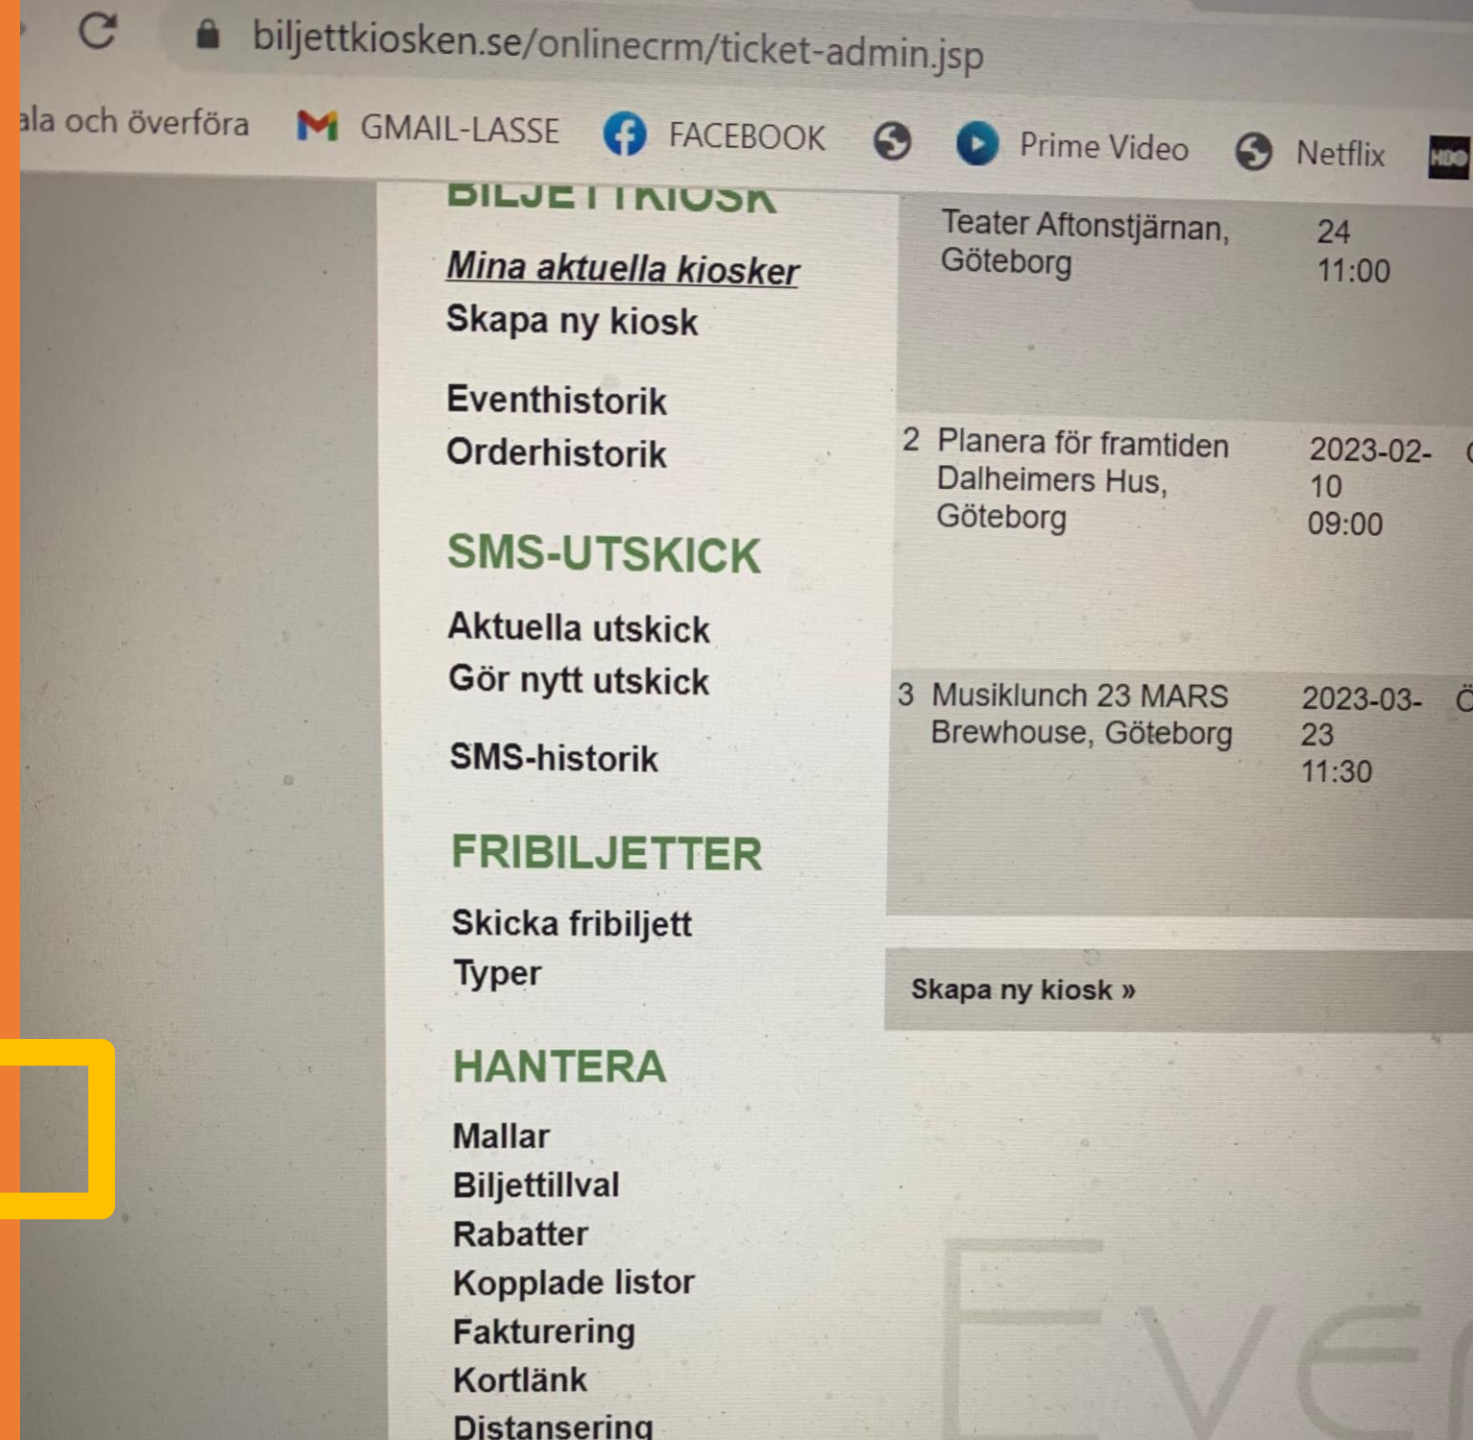 biljettkiosken.se/onlinecrm/ticket-admin.jsp
ala och överföra GMAIL-LASSE FACEBOOK Prime Video Netflix HBO
BILJETTKIOSK
Mina aktuella kiosker
Skapa ny kiosk
Eventhistorik
Orderhistorik
SMS-UTSKICK
Aktuella utskick
Gör nytt utskick
SMS-historik
FRIBILJETTER
Skicka fribiljett
Typer
HANTERA
Mallar
Biljettillval
Rabatter
Kopplade listor
Fakturering
Kortlänk
Distansering
Teater Aftonstjärnan, 24
Göteborg 11:00
2 Planera för framtiden 2023-02-
Dalheimers Hus, 10
Göteborg 09:00
3 Musiklunch 23 MARS 2023-03- Ö
Brewhouse, Göteborg 23
11:30
Skapa ny kiosk »
EVE